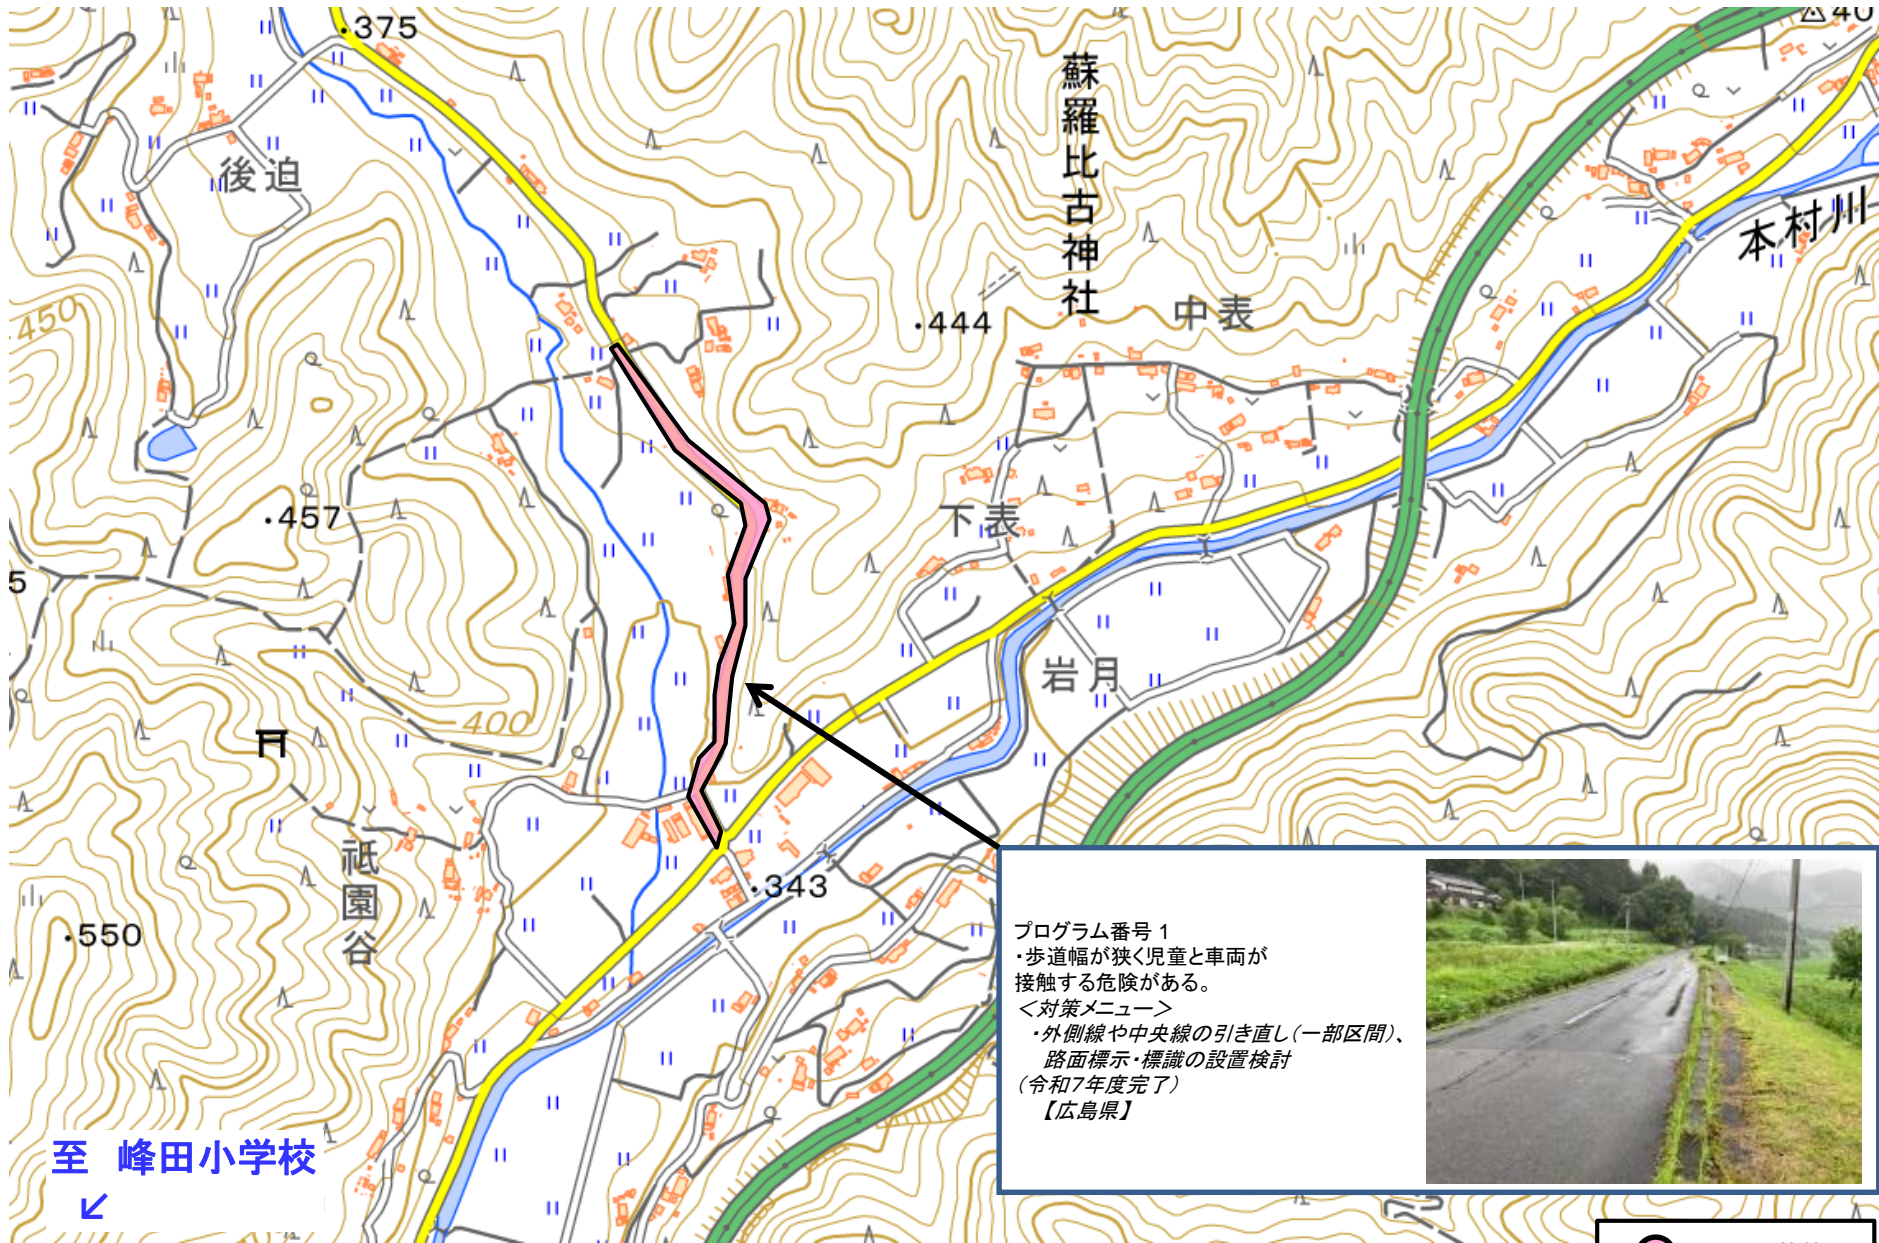 375
40
後迫
蘇羅比古神社
本村川
450
444
中表
457
下表
5
岩月
400
祇園谷
343
550
プログラム番号 1
・歩道幅が狭く児童と車両が
接触する危険がある。
＜対策メニュー＞
・外側線や中央線の引き直し（一部区間）、
路面標示・標識の設置検討
（令和7年度完了）
【広島県】
至 峰田小学校
↙